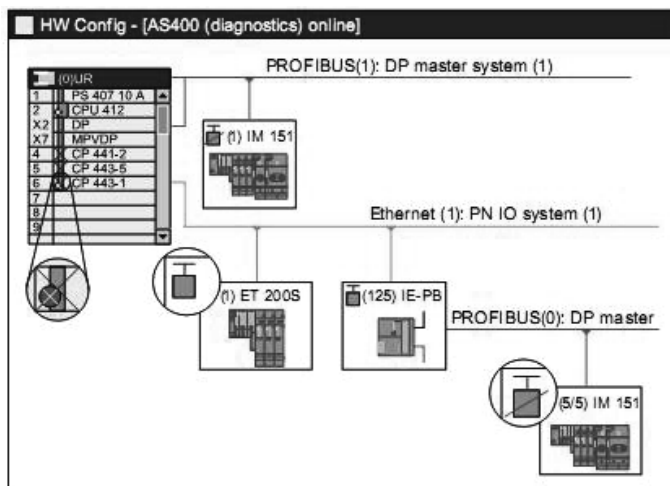 HW Config - [AS400 (diagnostics) online]
PROFIBUS(1): DP master system (1)
(0)UR
1 PS 407 10 A
2 CPU 412
X2 DP
X7 MPI/DP
4 CP 441-2
5 CP 443-5
6 CP 443-1
7
8
9
(1) IM 151
Ethernet (1): PN IO system (1)
(1) ET 200S
(125) IE-PB
PROFIBUS(0): DP master
(5/5) IM 151